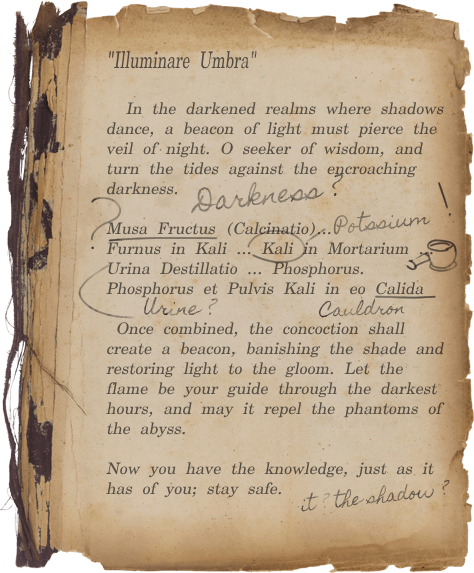 "Illuminare Umbra"
In the darkened realms where shadows
dance, a beacon of light must pierce the
veil of night. O seeker of wisdom, and
turn the tides against the encroaching
darkness.
Darkness?
? Musa Fructus (Calcinatio)...Potssium !
Furnus in Kali ... Kali in Mortarium
Urina Destillatio ... Phosphorus.
Phosphorus et Pulvis Kali in eo Calida
Urine? Cauldron
Once combined, the concoction shall
create a beacon, banishing the shade and
restoring light to the gloom. Let the
flame be your guide through the darkest
hours, and may it repel the phantoms of
the abyss.
Now you have the knowledge, just as it
has of you; stay safe.
it? the shadow?